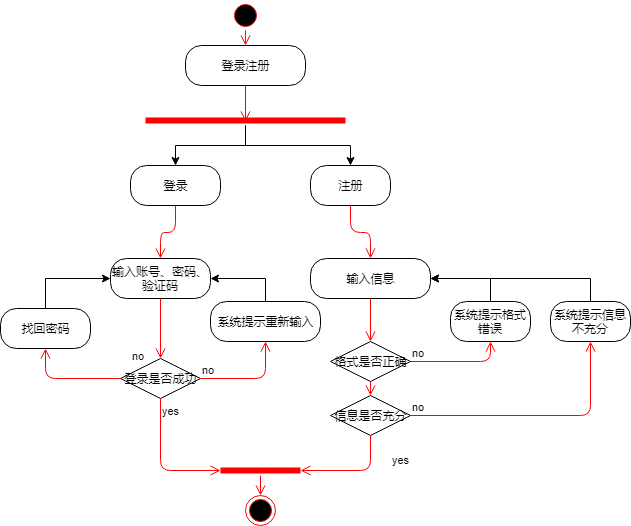 登录注册
登录
注册
输入账号、密码、
验证码
输入信息
找回密码
系统提示重新输入
系统提示格式
错误
系统提示信息
不充分
no
登录是否成功
no
yes
格式是否正确
no
信息是否充分
no
yes